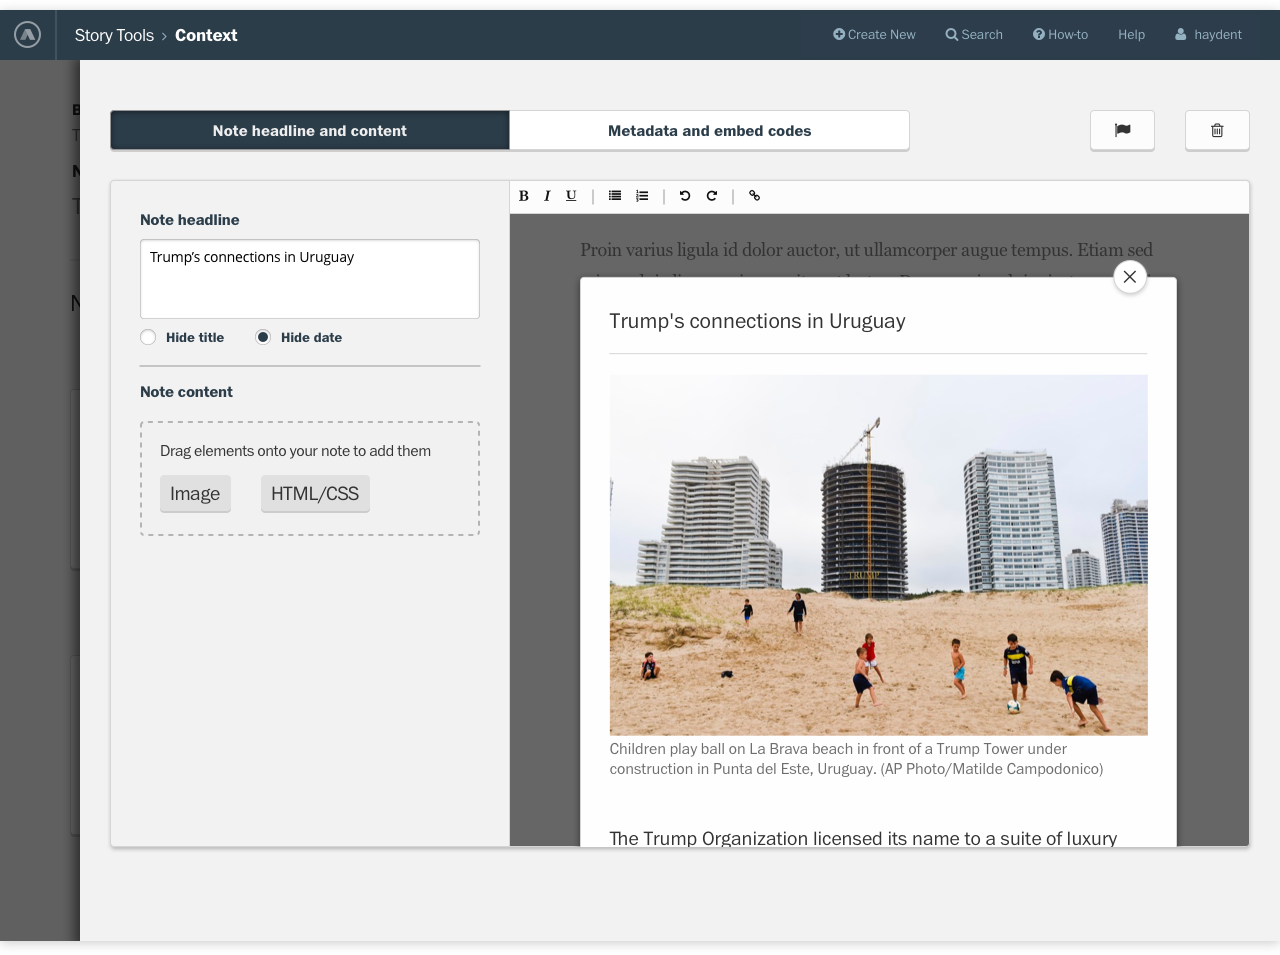 Story Tools › Context
Create New
Search
How-to
Help
haydent
B
T
N
T
N
Note headline and content
Metadata and embed codes
B I U
Note headline
Trump’s connections in Uruguay
Hide title
Hide date
Note content
Drag elements onto your note to add them
Image
HTML/CSS
Proin varius ligula id dolor auctor, ut ullamcorper augue tempus. Etiam sed
Trump's connections in Uruguay
TRUMP
Children play ball on La Brava beach in front of a Trump Tower under
construction in Punta del Este, Uruguay. (AP Photo/Matilde Campodonico)
The Trump Organization licensed its name to a suite of luxury